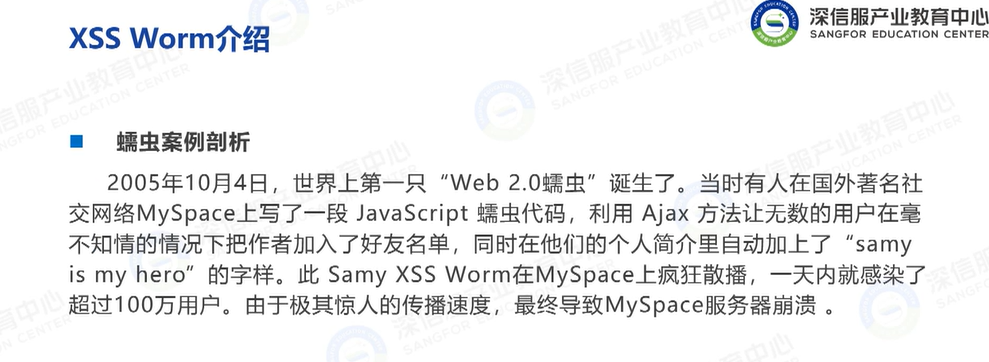 XSS Worm介绍
深信服产业教育中心
SANGFOR EDUCATION CENTER
蠕虫案例剖析
2005年10月4日，世界上第一只“Web 2.0蠕虫”诞生了。当时有人在国外著名社
交网络MySpace上写了一段 JavaScript 蠕虫代码，利用 Ajax 方法让无数的用户在毫
不知情的情况下把作者加入了好友名单，同时在他们的个人简介里自动加上了“samy
is my hero”的字样。此 Samy XSS Worm在MySpace上疯狂散播，一天内就感染了
超过100万用户。由于极其惊人的传播速度，最终导致MySpace服务器崩溃 。